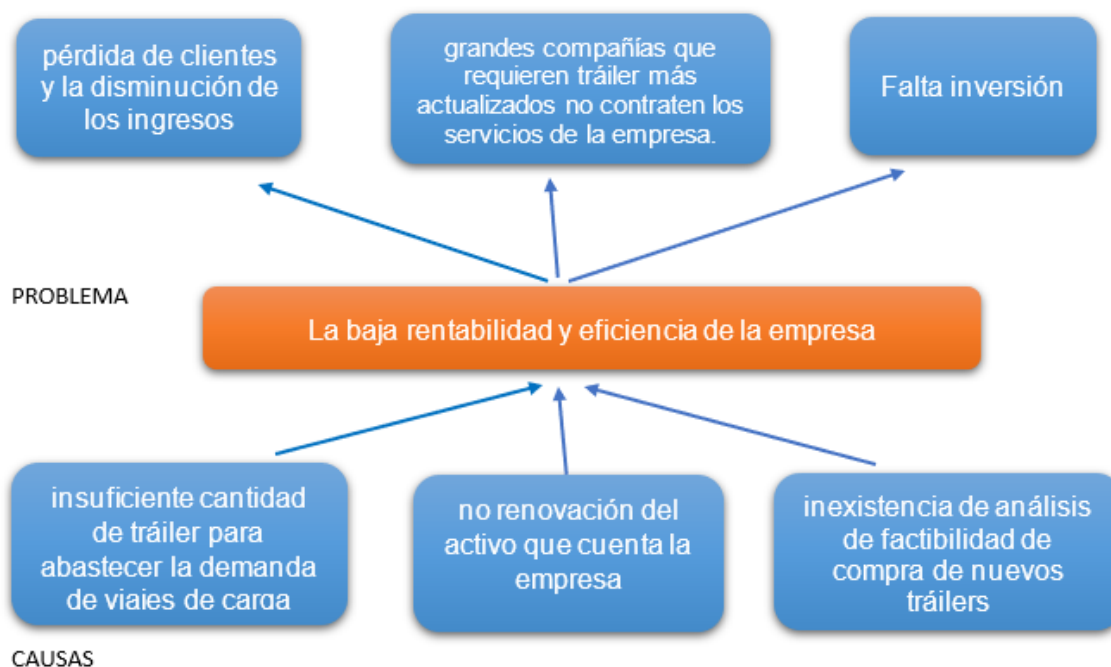 pérdida de clientes
y la disminución de
los ingresos
grandes compañías que
requieren tráiler más
actualizados no contraten los
servicios de la empresa.
Falta inversión
PROBLEMA
La baja rentabilidad y eficiencia de la empresa
insuficiente cantidad
de tráiler para
abastecer la demanda
de viajes de carga
no renovación del
activo que cuenta la
empresa
inexistencia de análisis
de factibilidad de
compra de nuevos
tráilers
CAUSAS